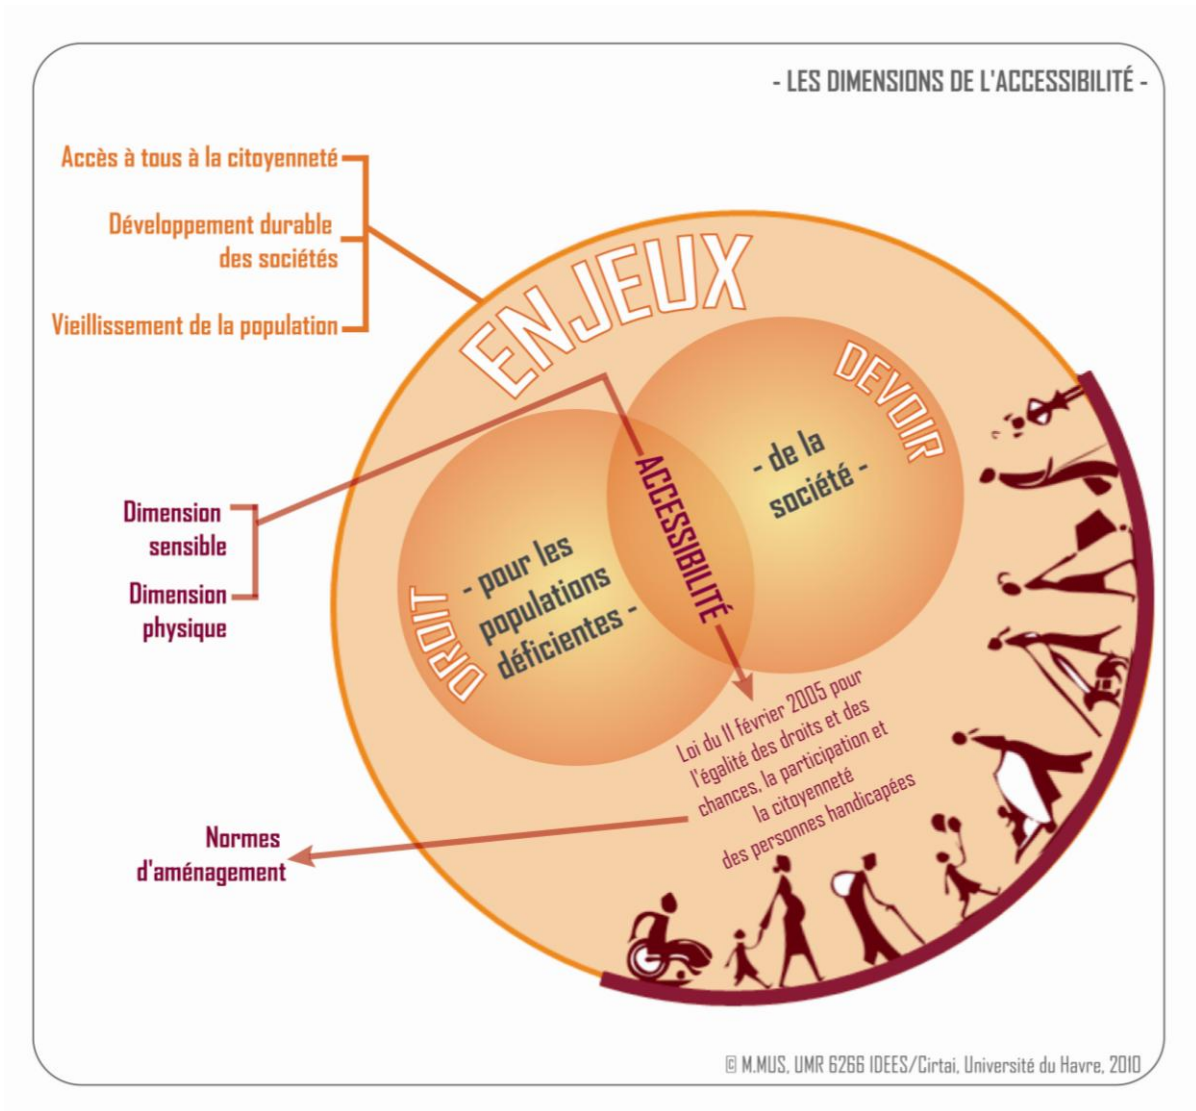 - LES DIMENSIONS DE L'ACCESSIBILITÉ -
Accès à tous à la citoyenneté
Développement durable
des sociétés
Vieillissement de la population
ENJEUX
DEVOIR
- de la
société -
ACCESSIBILITÉ
DROIT
- pour les
populations
déficientes -
Dimension
sensible
Dimension
physique
Loi du 11 février 2005 pour
l'égalité des droits et des
chances, la participation et
la citoyenneté
des personnes handicapées
Normes
d'aménagement
© M.MUS, UMR 6266 IDEES/Cirtai, Université du Havre, 2010